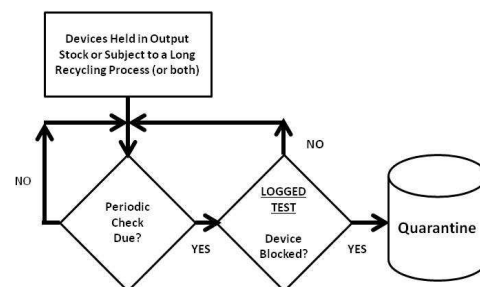 Devices Held in Output
Stock or Subject to a Long
Recycling Process (or both)
NO
NO
Periodic
Check
Due?
YES
LOGGED
TEST
Device
Blocked?
YES
Quarantine